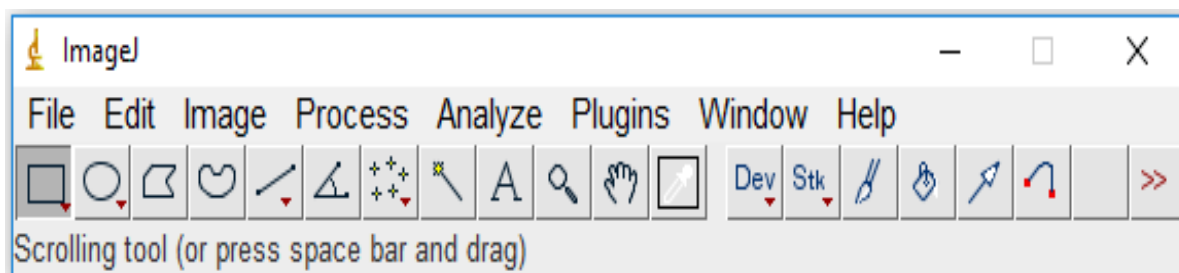 ImageJ
File Edit Image Process Analyze Plugins Window Help
A Dev Stk >>
Scrolling tool (or press space bar and drag)